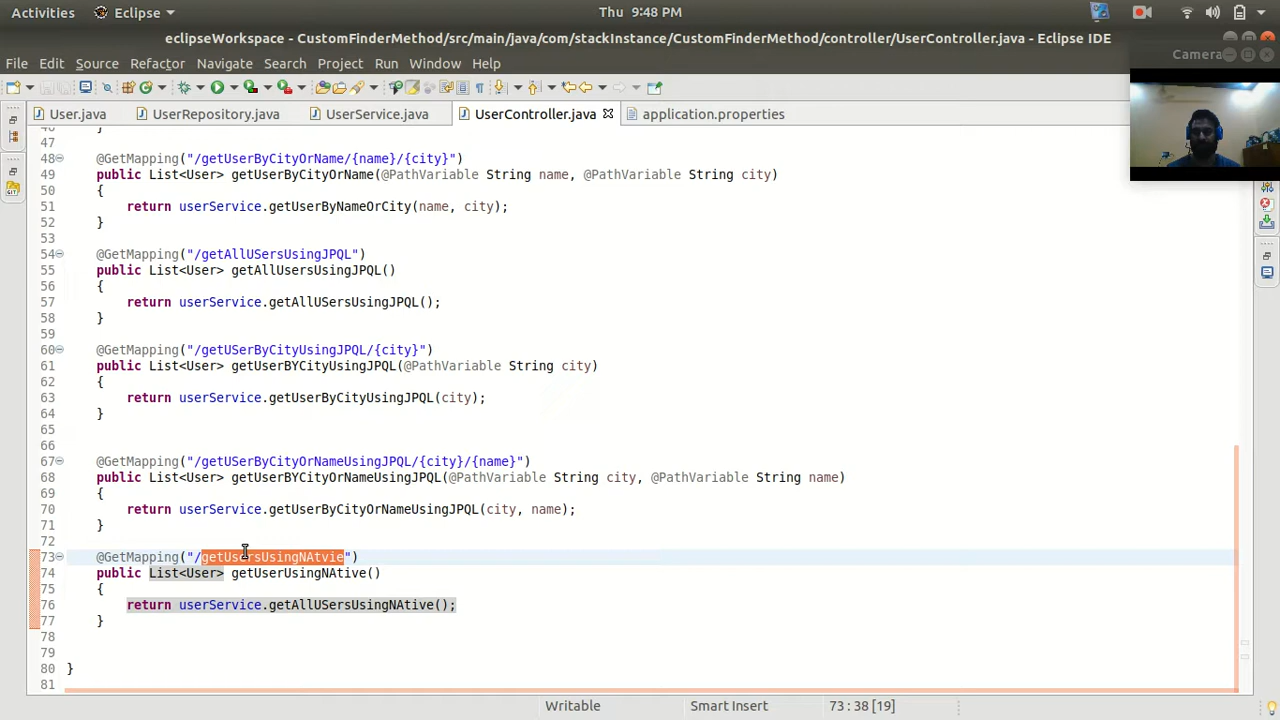 Activities Eclipse Thu 9:48 PM
eclipseWorkspace - CustomFinderMethod/src/main/java/com/stackInstance/CustomFinderMethod/controller/UserController.java - Eclipse IDE
Camera
File Edit Source Refactor Navigate Search Project Run Window Help
User.java UserRepository.java UserService.java UserController.java application.properties
46 }
47
48 @GetMapping("/getUserByCityOrName/{name}/{city}")
49 public List<User> getUserByCityOrName(@PathVariable String name, @PathVariable String city)
50 {
51 return userService.getUserByNameOrCity(name, city);
52 }
53
54 @GetMapping("/getAllUSersUsingJPQL")
55 public List<User> getAllUsersUsingJPQL()
56 {
57 return userService.getAllUSersUsingJPQL();
58 }
59
60 @GetMapping("/getUSerByCityUsingJPQL/{city}")
61 public List<User> getUserBYCityUsingJPQL(@PathVariable String city)
62 {
63 return userService.getUserByCityUsingJPQL(city);
64 }
65
66
67 @GetMapping("/getUSerByCityOrNameUsingJPQL/{city}/{name}")
68 public List<User> getUserBYCityOrNameUsingJPQL(@PathVariable String city, @PathVariable String name)
69 {
70 return userService.getUserByCityOrNameUsingJPQL(city, name);
71 }
72
73 @GetMapping("/getUsersUsingNAtvie")
74 public List<User> getUserUsingNAtive()
75 {
76 return userService.getAllUSersUsingNAtive();
77 }
78
79
80 }
81
Writable Smart Insert 73 : 38 [19]